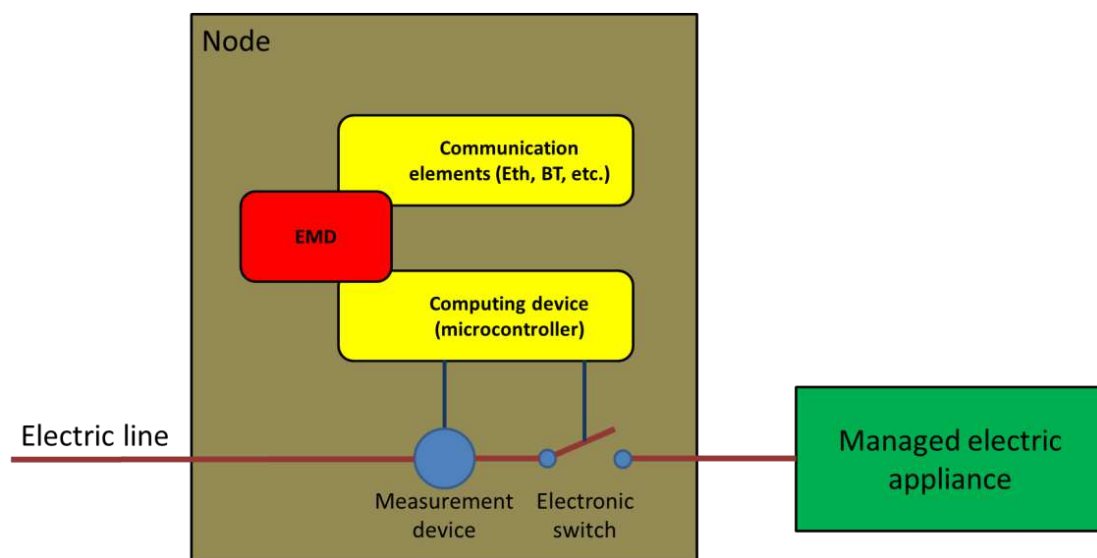 Node
Communication
elements (Eth, BT, etc.)
EMD
Computing device
(microcontroller)
Electric line
Measurement
device
Electronic
switch
Managed electric
appliance